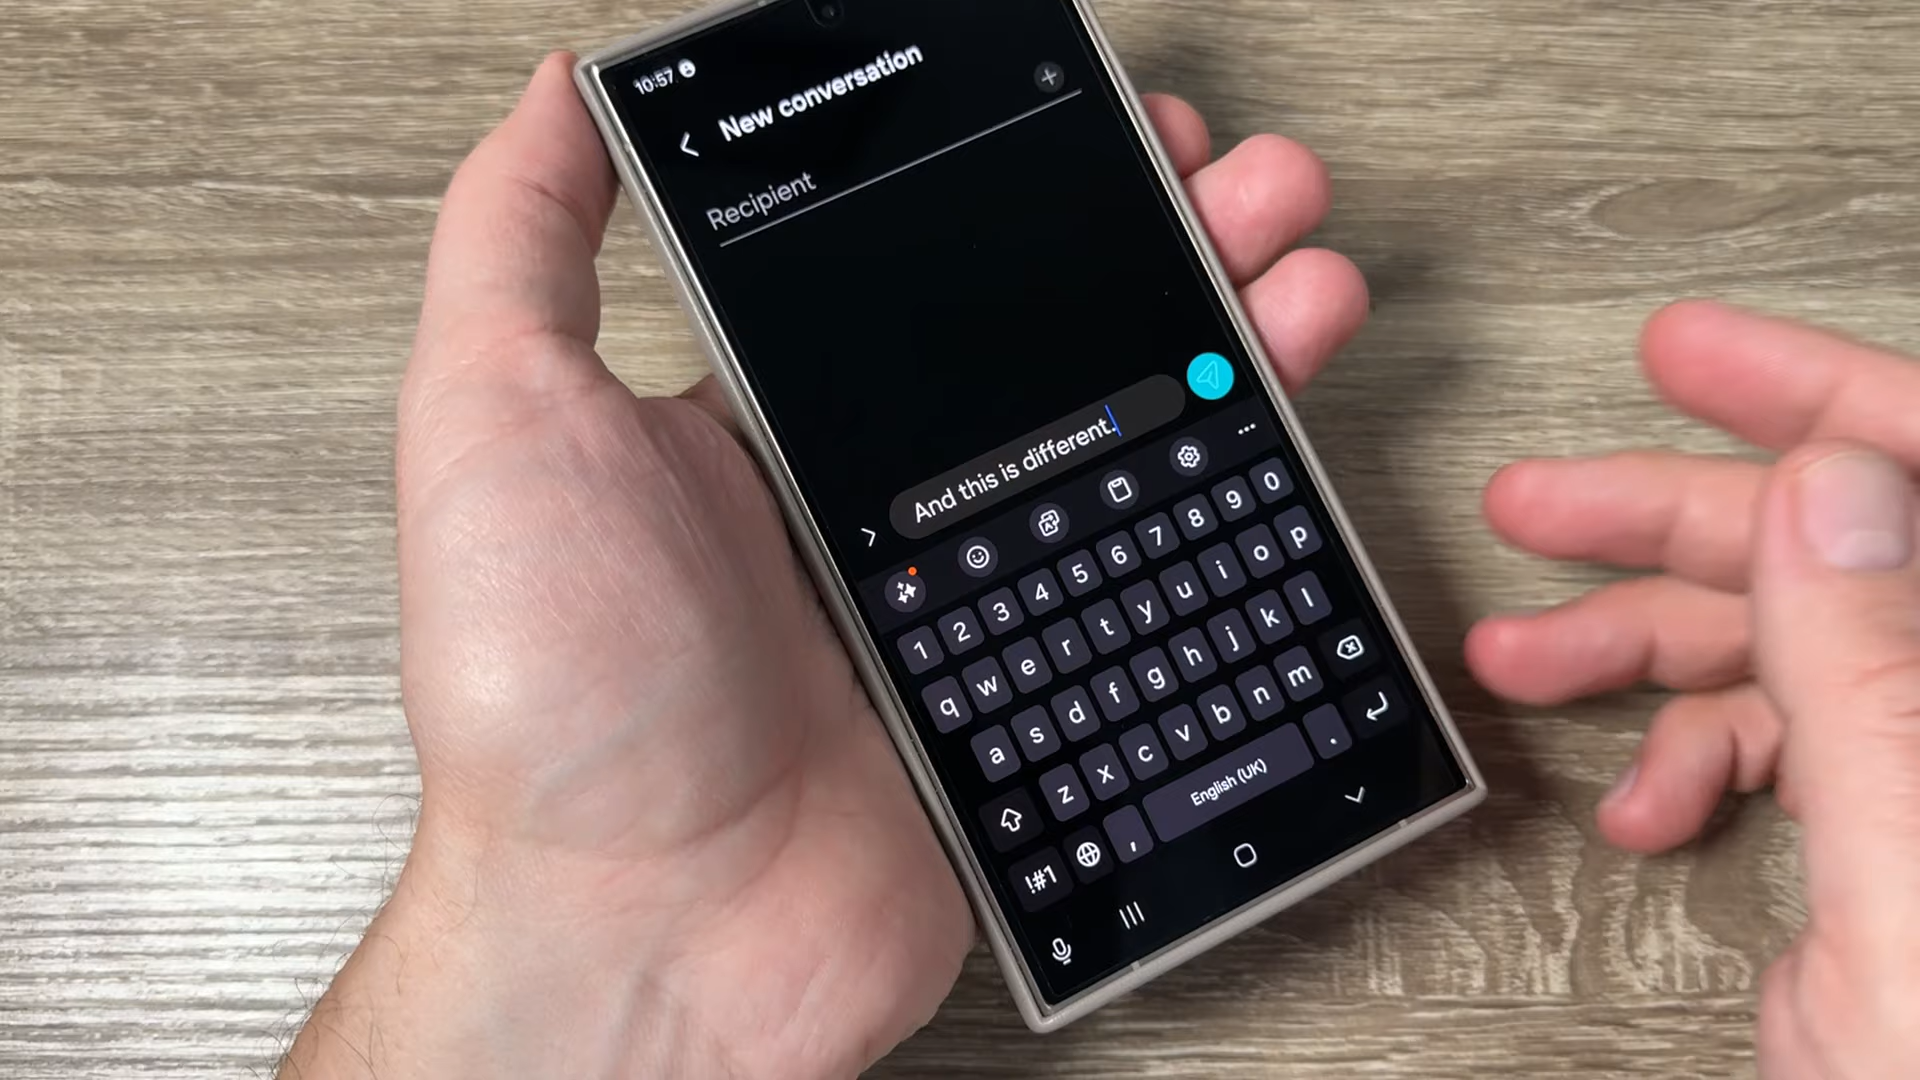 10:57
New conversation
Recipient
And this is different.
1 2 3 4 5 6 7 8 9 0
q w e r t y u i o p
a s d f g h j k l
z x c v b n m
!#1 , English (UK) .